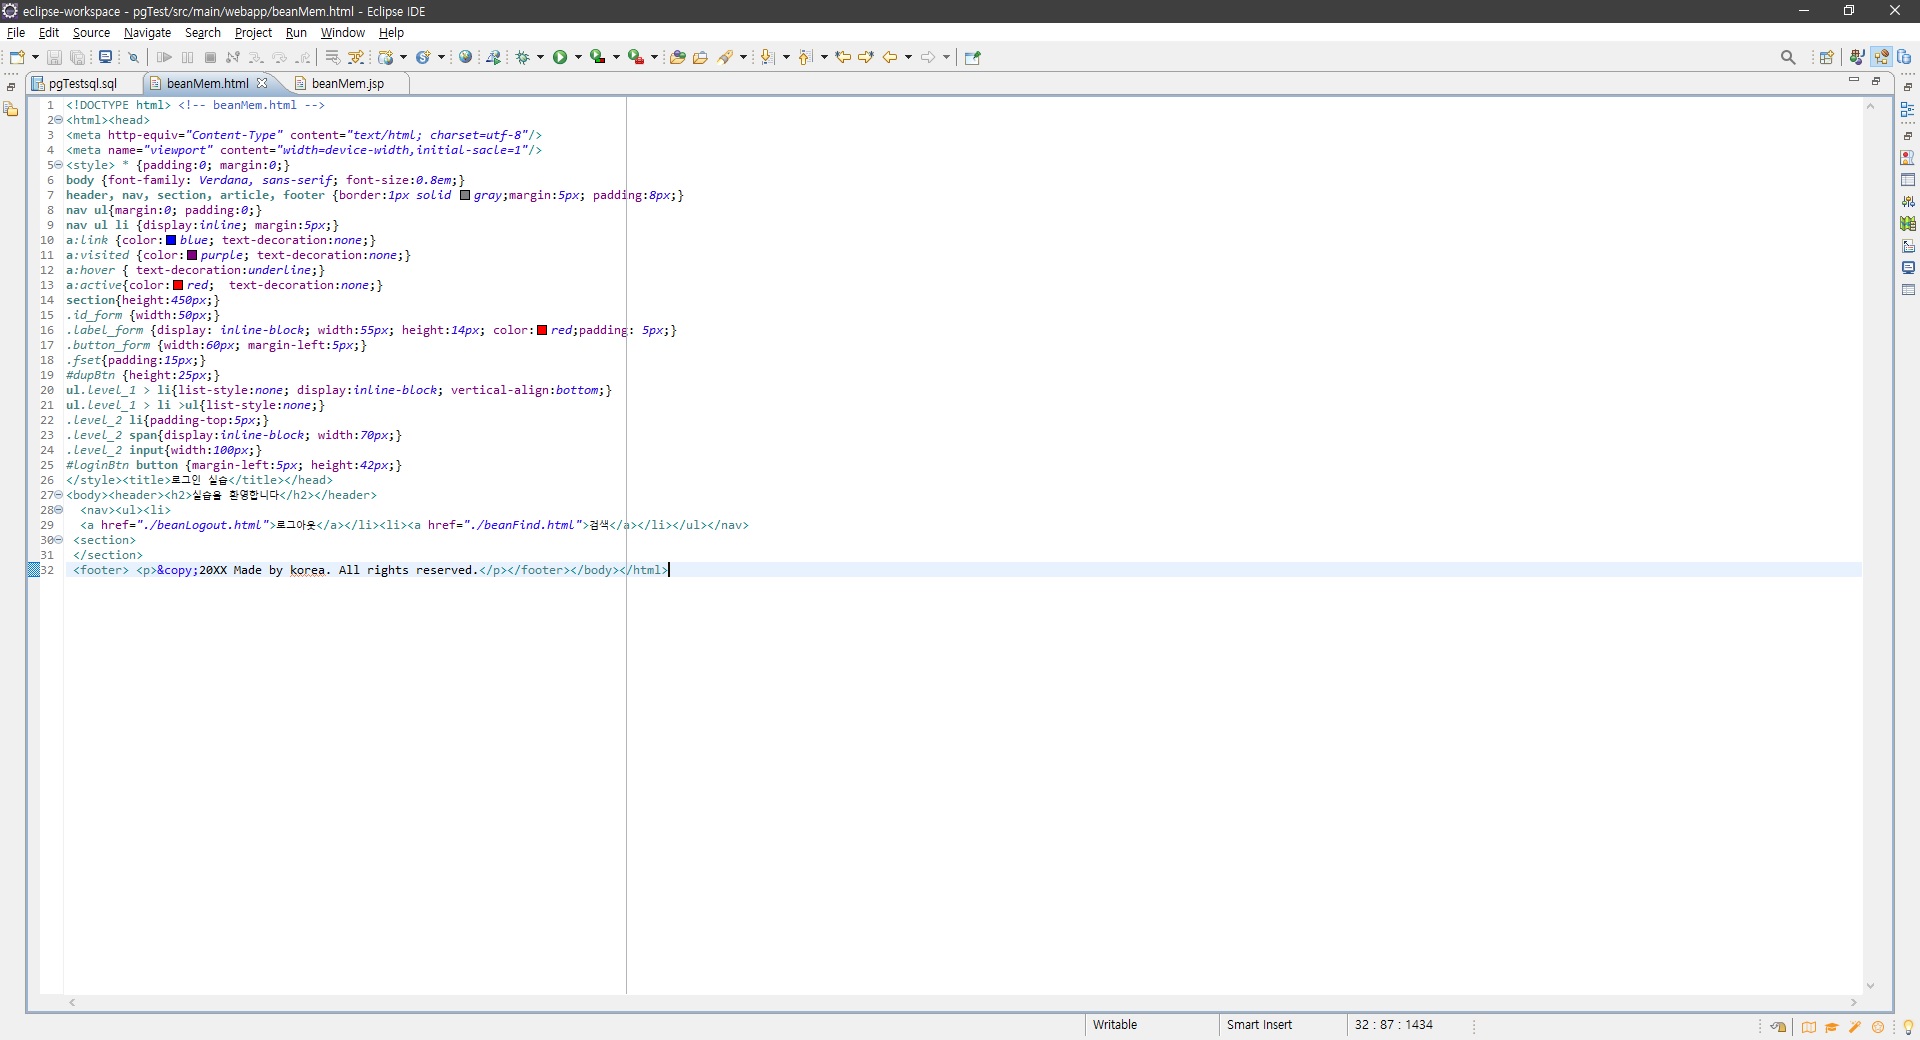 eclipse-workspace - pgTest/src/main/webapp/beanMem.html - Eclipse IDE
File Edit Source Navigate Search Project Run Window Help
pgTestsql.sql beanMem.html beanMem.jsp
1 <!DOCTYPE html> <!-- beanMem.html -->
2 <html><head>
3 <meta http-equiv="Content-Type" content="text/html; charset=utf-8"/>
4 <meta name="viewport" content="width=device-width,initial-sacle=1"/>
5 <style> * {padding:0; margin:0;}
6 body {font-family: Verdana, sans-serif; font-size:0.8em;}
7 header, nav, section, article, footer {border:1px solid gray;margin:5px; padding:8px;}
8 nav ul{margin:0; padding:0;}
9 nav ul li {display:inline; margin:5px;}
10 a:link {color:blue; text-decoration:none;}
11 a:visited {color:purple; text-decoration:none;}
12 a:hover { text-decoration:underline;}
13 a:active{color:red;  text-decoration:none;}
14 section{height:450px;}
15 .id_form {width:50px;}
16 .label_form {display: inline-block; width:55px; height:14px; color:red;padding: 5px;}
17 .button_form {width:60px; margin-left:5px;}
18 .fset{padding:15px;}
19 #dupBtn {height:25px;}
20 ul.level_1 > li{list-style:none; display:inline-block; vertical-align:bottom;}
21 ul.level_1 > li >ul{list-style:none;}
22 .level_2 li{padding-top:5px;}
23 .level_2 span{display:inline-block; width:70px;}
24 .level_2 input{width:100px;}
25 #loginBtn button {margin-left:5px; height:42px;}
26 </style><title>로그인 실습</title></head>
27 <body><header><h2>실습을 환영합니다</h2></header>
28 <nav><ul><li>
29 <a href="./beanLogout.html">로그아웃</a></li><li><a href="./beanFind.html">검색</a></li></ul></nav>
30 <section>
31 </section>
32 <footer> <p>&copy;20XX Made by korea. All rights reserved.</p></footer></body></html>
Writable Smart Insert 32 : 87 : 1434